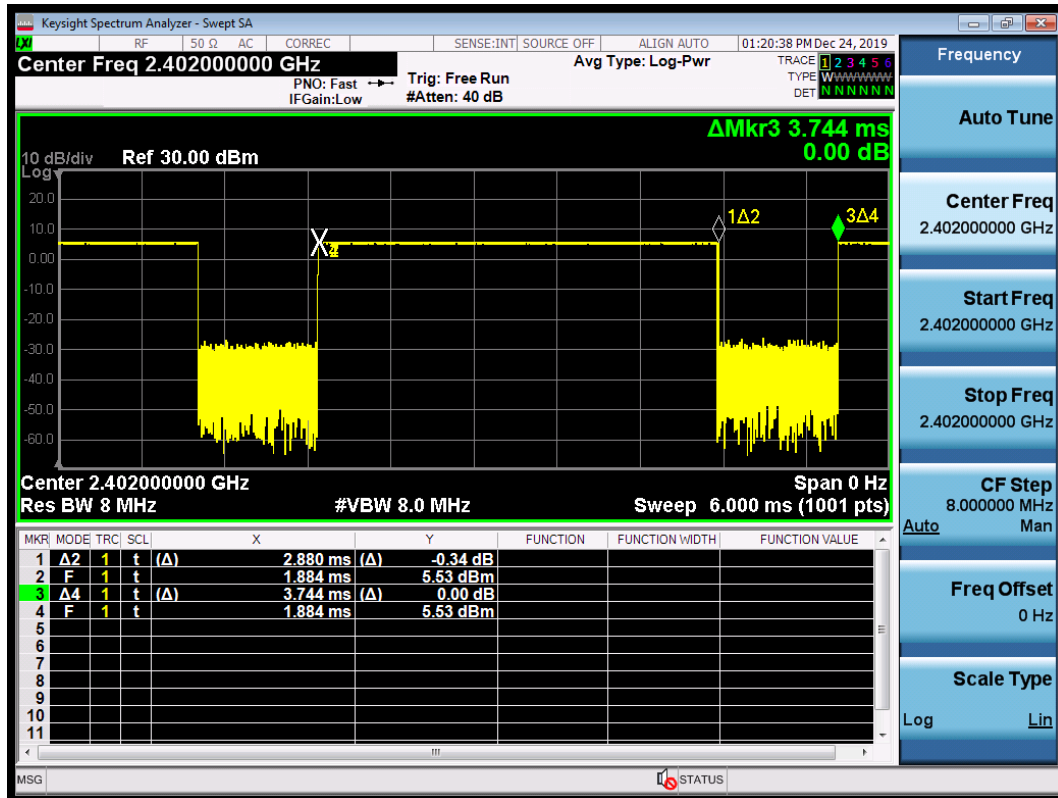 Keysight Spectrum Analyzer - Swept SA
LXI RF 50 Ω AC CORREC SENSE:INT SOURCE OFF ALIGN AUTO 01:20:38 PM Dec 24, 2019
Center Freq 2.402000000 GHz
PNO: Fast
IFGain:Low
Trig: Free Run
#Atten: 40 dB
Avg Type: Log-Pwr
TRACE 1 2 3 4 5 6
TYPE WWWWWW
DET N N N N N N
ΔMkr3 3.744 ms
0.00 dB
10 dB/div Ref 30.00 dBm
Log
20.0
10.0
0.00
-10.0
-20.0
-30.0
-40.0
-50.0
-60.0
1Δ2
3Δ4
X
Center 2.402000000 GHz
Span 0 Hz
Res BW 8 MHz #VBW 8.0 MHz Sweep 6.000 ms (1001 pts)
MKR MODE TRC SCL X Y FUNCTION FUNCTION WIDTH FUNCTION VALUE
1 Δ2 1 t (Δ) 2.880 ms (Δ) -0.34 dB
2 F 1 t 1.884 ms 5.53 dBm
3 Δ4 1 t (Δ) 3.744 ms (Δ) 0.00 dB
4 F 1 t 1.884 ms 5.53 dBm
5
6
7
8
9
10
11
MSG STATUS
Frequency
Auto Tune
Center Freq
2.402000000 GHz
Start Freq
2.402000000 GHz
Stop Freq
2.402000000 GHz
CF Step
8.000000 MHz
Auto Man
Freq Offset
0 Hz
Scale Type
Log Lin